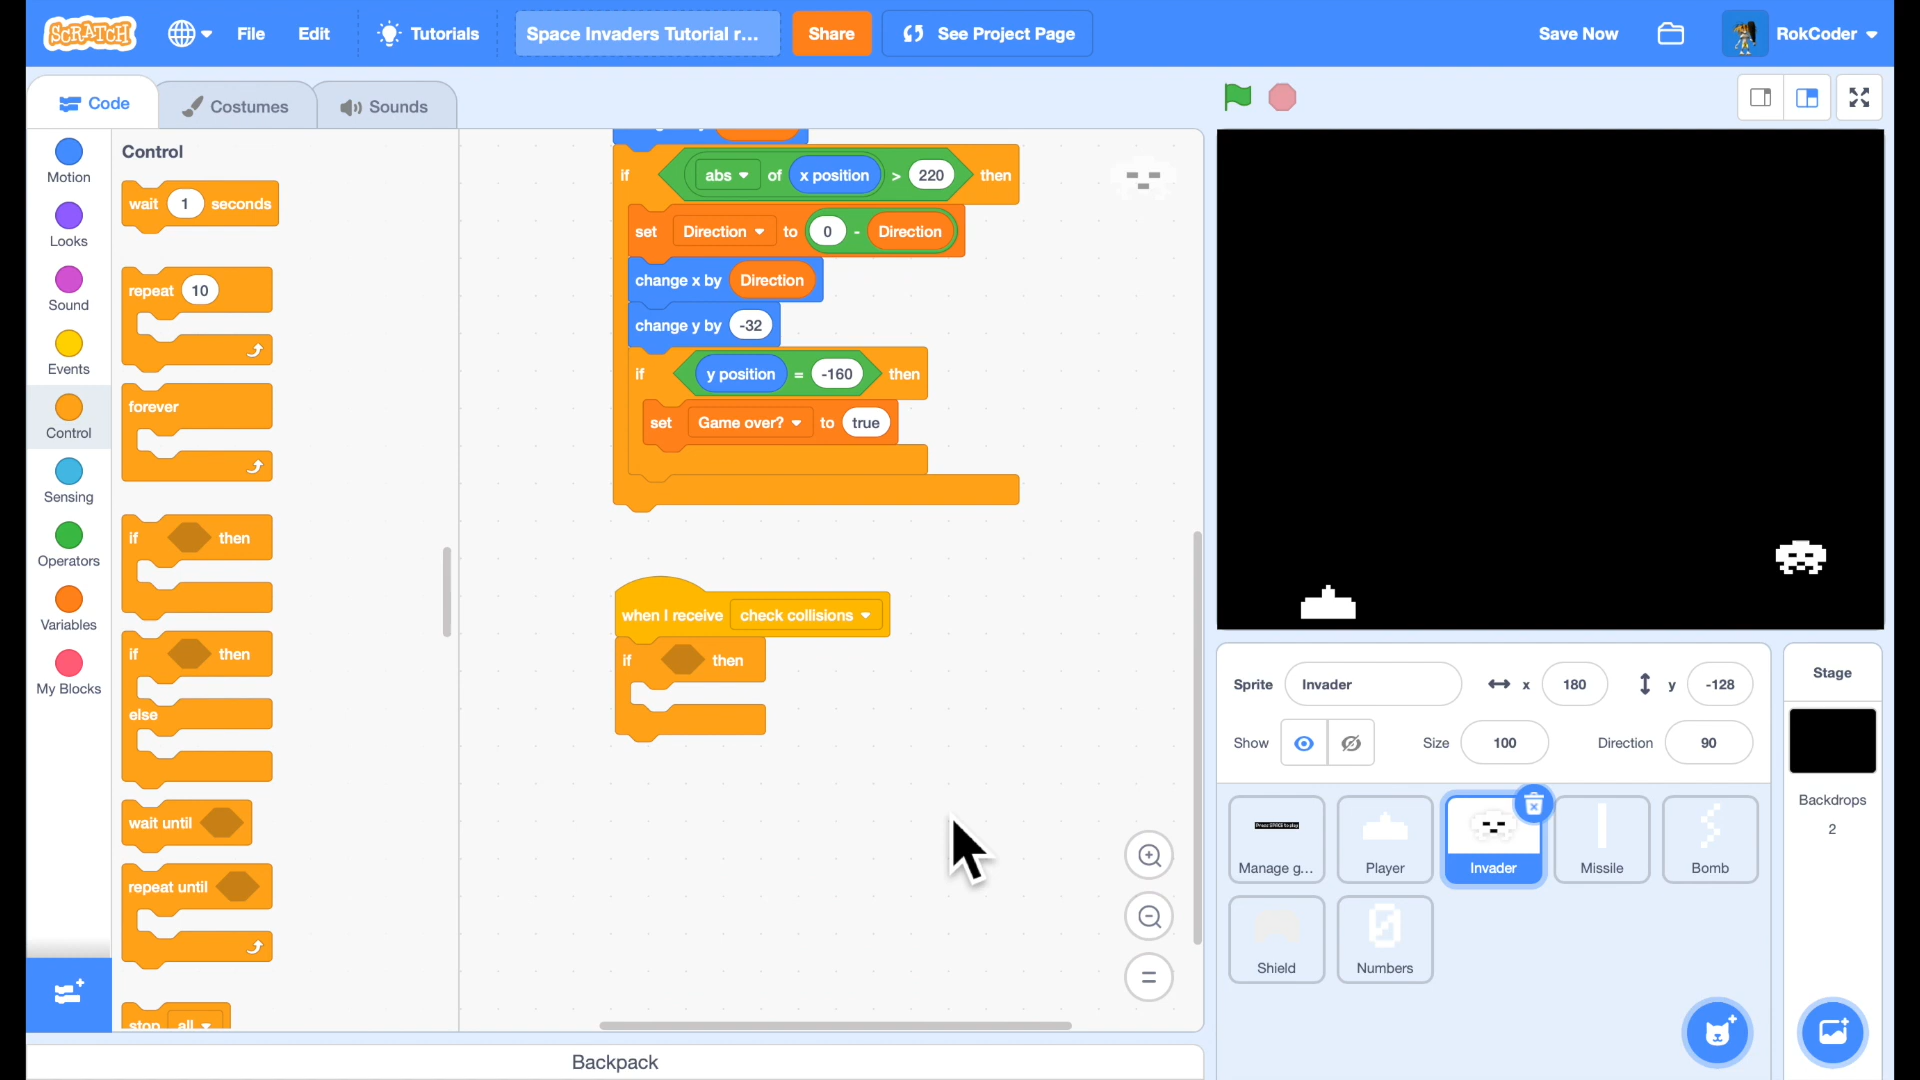 SCRATCH File Edit Tutorials Space Invaders Tutorial r... Share See Project Page Save Now RokCoder
Code Costumes Sounds
Motion
Looks
Sound
Events
Control
Sensing
Operators
Variables
My Blocks
Control
wait 1 seconds
repeat 10
forever
if then
if then
else
wait until
repeat until
stop all
if abs of x position > 220 then
set Direction to 0 - Direction
change x by Direction
change y by -32
if y position = -160 then
set Game over? to true
when I receive check collisions
if then
Backpack
Sprite Invader x 180 y -128
Show Size 100 Direction 90
Press SPACE to play
Manage g... Player Invader Missile Bomb
Shield Numbers
Stage
Backdrops
2